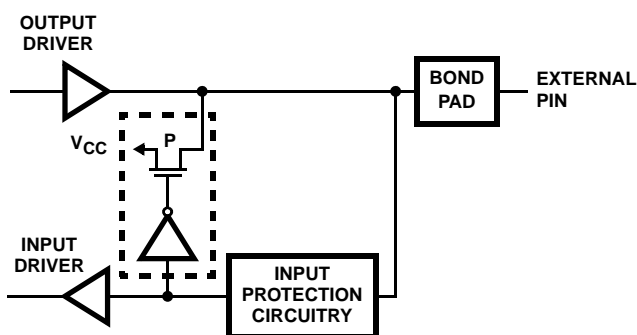 OUTPUT
DRIVER
BOND
PAD
EXTERNAL
PIN
VCC
P
INPUT
DRIVER
INPUT
PROTECTION
CIRCUITRY